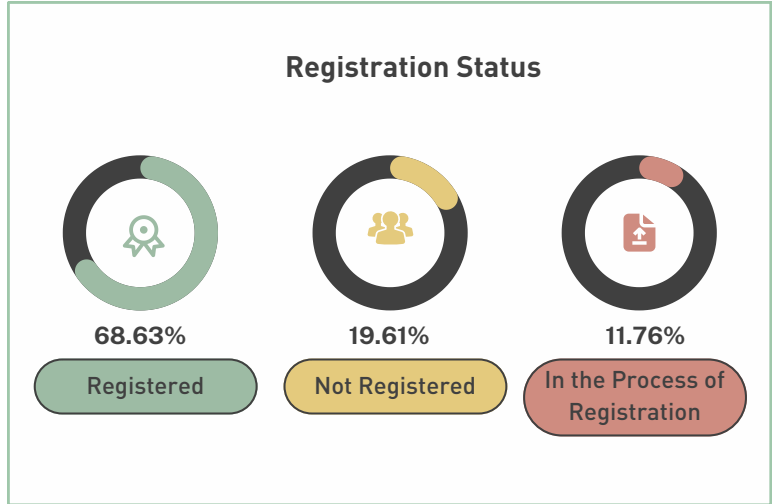 Registration Status
68.63%
19.61%
11.76%
Registered
Not Registered
In the Process of
Registration